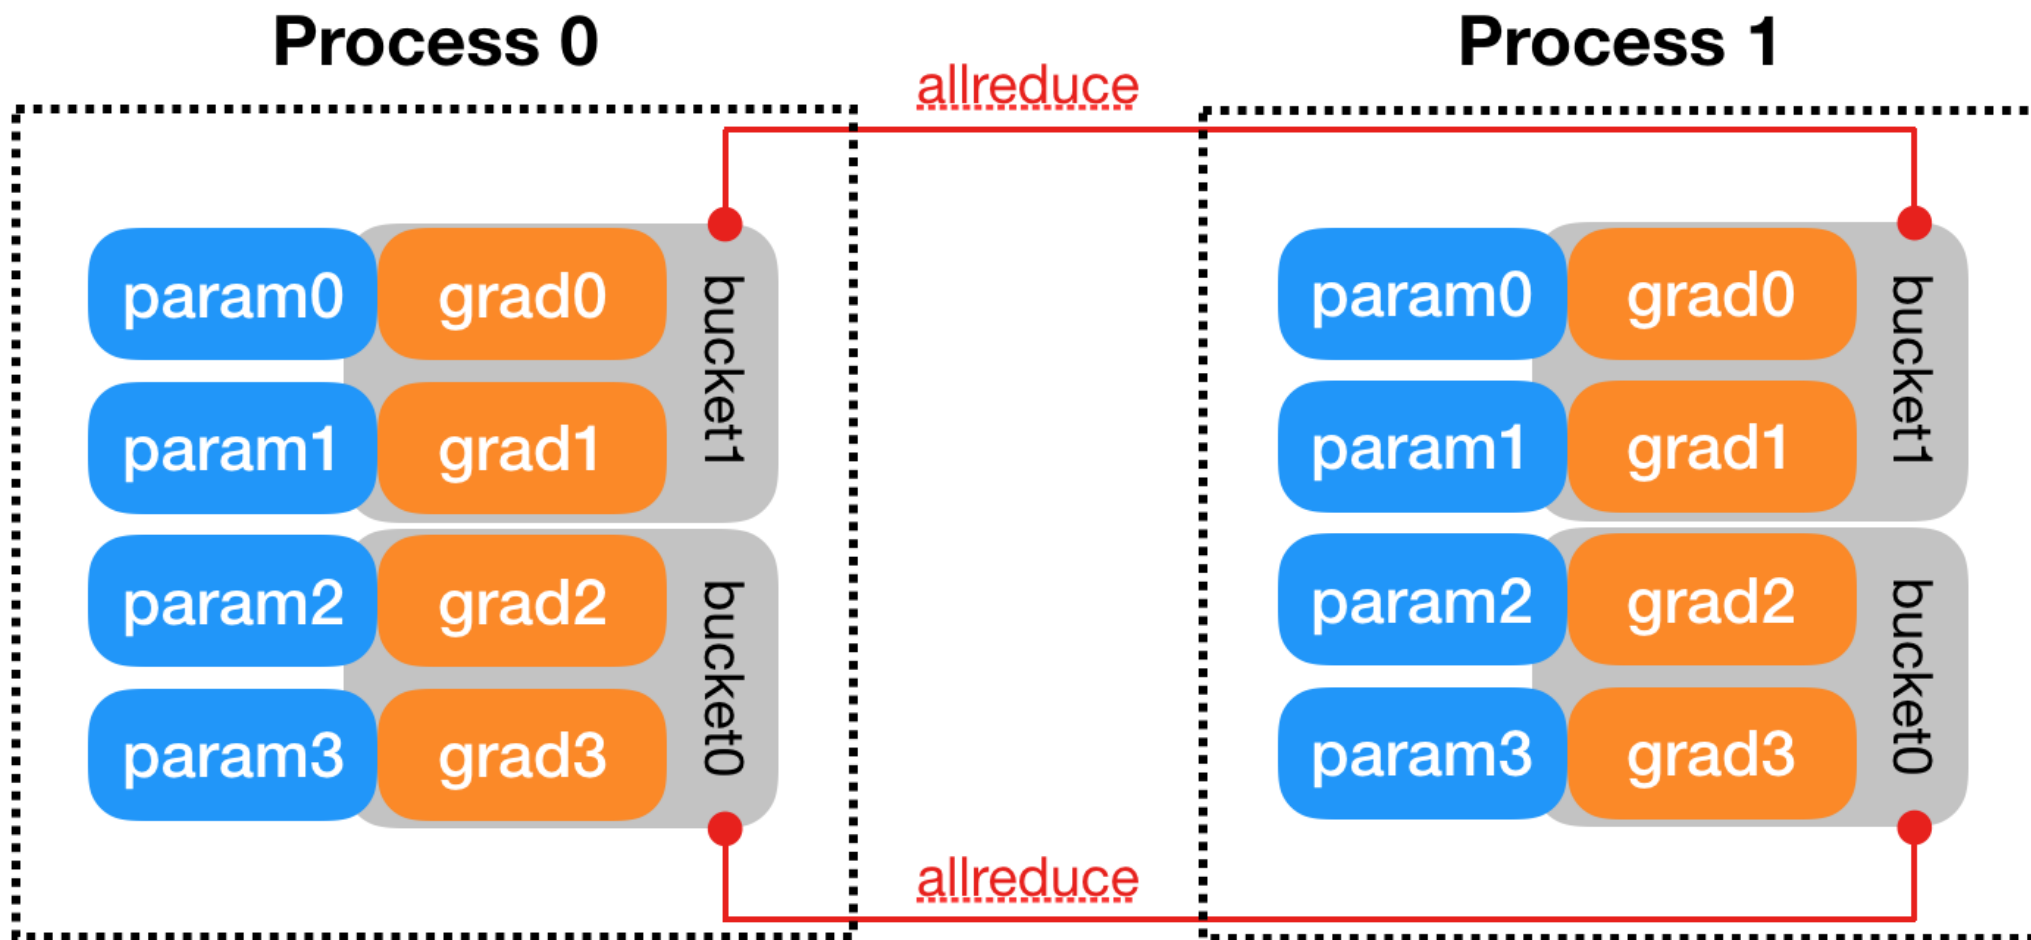 Process 0
Process 1
allreduce
param0
grad0
param1
grad1
bucket1
param2
grad2
param3
grad3
bucket0
param0
grad0
param1
grad1
bucket1
param2
grad2
param3
grad3
bucket0
allreduce